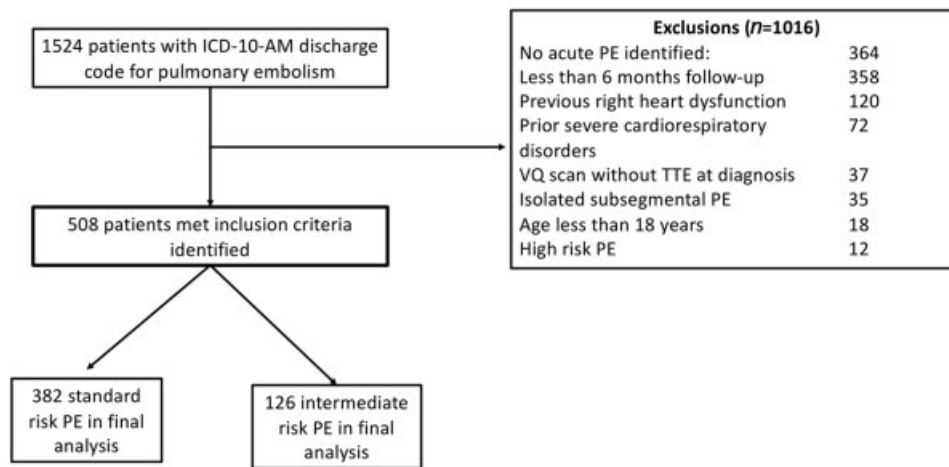 1524 patients with ICD-10-AM discharge
code for pulmonary embolism
Exclusions (n=1016)
No acute PE identified: 364
Less than 6 months follow-up 358
Previous right heart dysfunction 120
Prior severe cardiorespiratory 72
disorders
VQ scan without TTE at diagnosis 37
Isolated subsegmental PE 35
Age less than 18 years 18
High risk PE 12
508 patients met inclusion criteria
identified
382 standard
risk PE in final
analysis
126 intermediate
risk PE in final
analysis